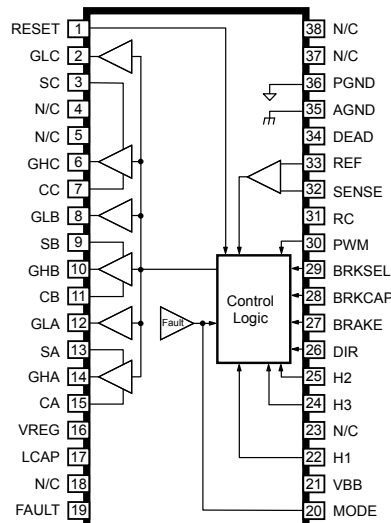 RESET 1
GLC 2
SC 3
N/C 4
N/C 5
GHC 6
CC 7
GLB 8
SB 9
GHB 10
CB 11
GLA 12
SA 13
GHA 14
CA 15
VREG 16
LCAP 17
N/C 18
FAULT 19
Fault
Control
Logic
38 N/C
37 N/C
36 PGND
35 AGND
34 DEAD
33 REF
32 SENSE
31 RC
30 PWM
29 BRKSEL
28 BRKCAP
27 BRAKE
26 DIR
25 H2
24 H3
23 N/C
22 H1
21 VBB
20 MODE